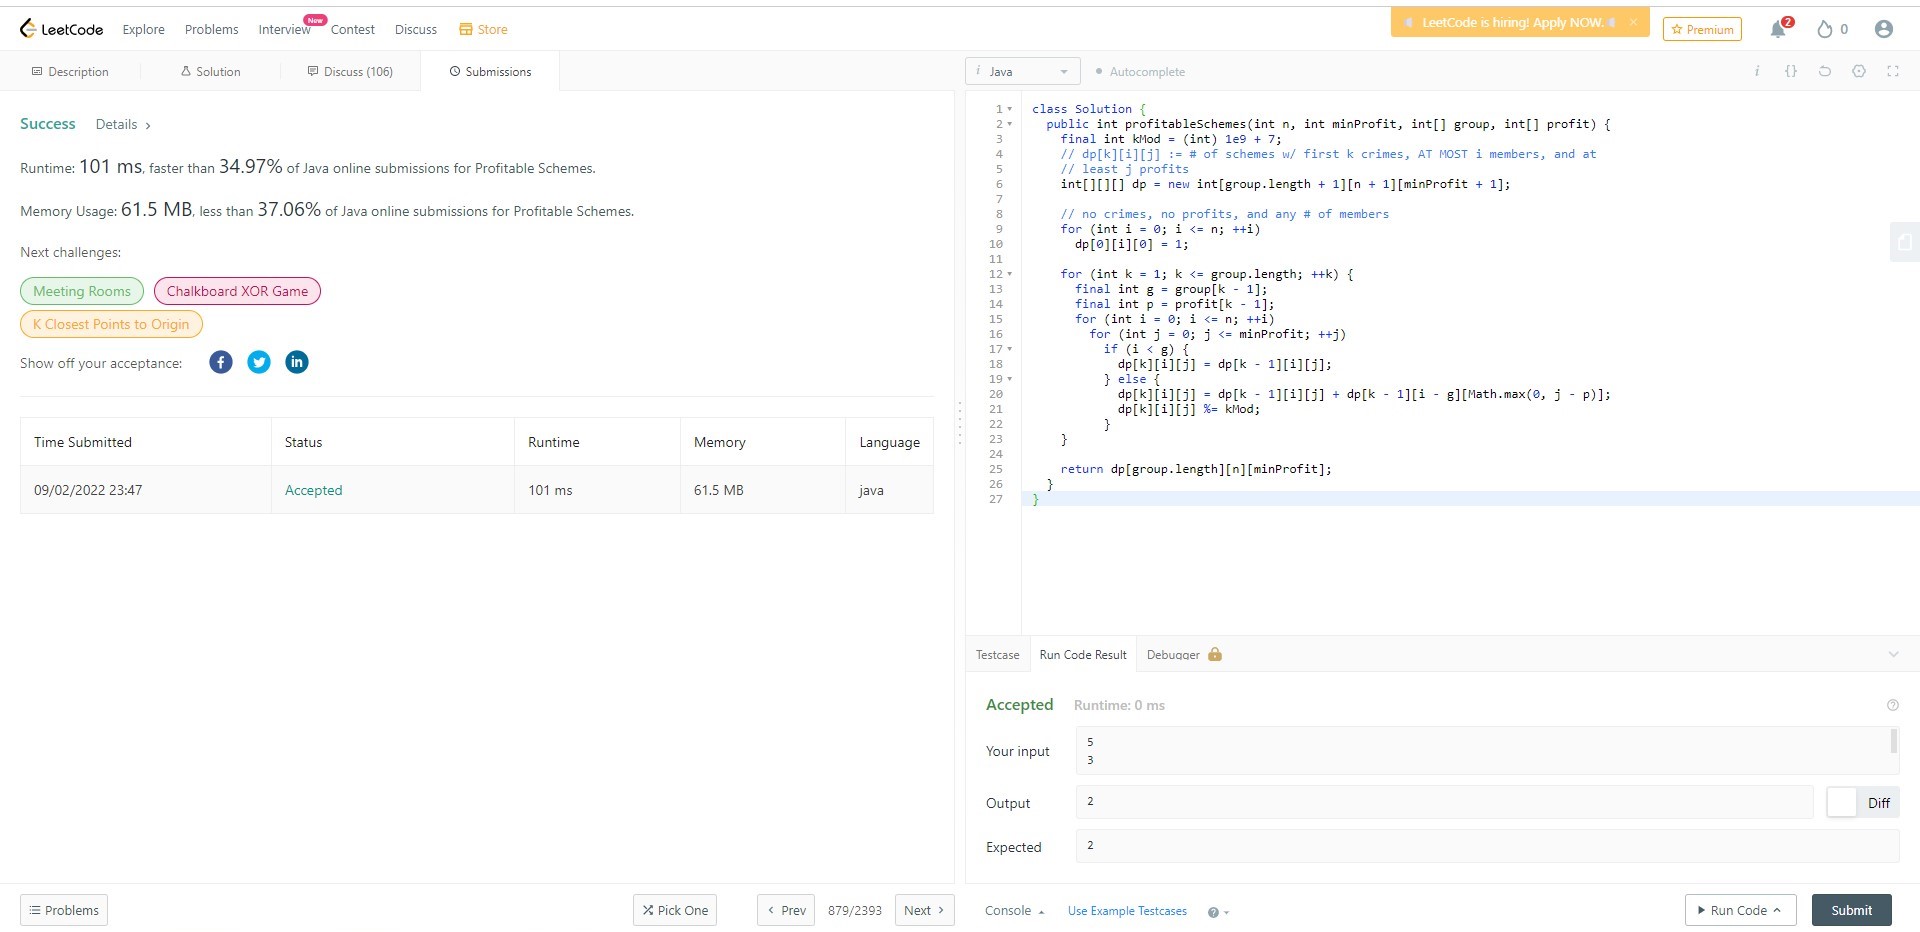 LeetCode
Explore
Problems
Interview
New
Contest
Discuss
Store
LeetCode is hiring! Apply NOW.
×
Premium
2
0
Description
Solution
Discuss (106)
Submissions
i Java
Autocomplete
i
{}
Success
Details >
Runtime: 101 ms, faster than 34.97% of Java online submissions for Profitable Schemes.
Memory Usage: 61.5 MB, less than 37.06% of Java online submissions for Profitable Schemes.
Next challenges:
Meeting Rooms
Chalkboard XOR Game
K Closest Points to Origin
Show off your acceptance:
f
in
Time Submitted Status Runtime Memory Language
09/02/2022 23:47 Accepted 101 ms 61.5 MB java
1 class Solution {
2 public int profitableSchemes(int n, int minProfit, int[] group, int[] profit) {
3 final int kMod = (int) 1e9 + 7;
4 // dp[k][i][j] := # of schemes w/ first k crimes, AT MOST i members, and at
5 // least j profits
6 int[][][] dp = new int[group.length + 1][n + 1][minProfit + 1];
7
8 // no crimes, no profits, and any # of members
9 for (int i = 0; i <= n; ++i)
10 dp[0][i][0] = 1;
11
12 for (int k = 1; k <= group.length; ++k) {
13 final int g = group[k - 1];
14 final int p = profit[k - 1];
15 for (int i = 0; i <= n; ++i)
16 for (int j = 0; j <= minProfit; ++j)
17 if (i < g) {
18 dp[k][i][j] = dp[k - 1][i][j];
19 } else {
20 dp[k][i][j] = dp[k - 1][i][j] + dp[k - 1][i - g][Math.max(0, j - p)];
21 dp[k][i][j] %= kMod;
22 }
23 }
24
25 return dp[group.length][n][minProfit];
26 }
27 }
Testcase
Run Code Result
Debugger
Accepted
Runtime: 0 ms
?
Your input
5
3
Output
2
Diff
Expected
2
Problems
Pick One
< Prev
879/2393
Next >
Console
Use Example Testcases
?
Run Code
Submit